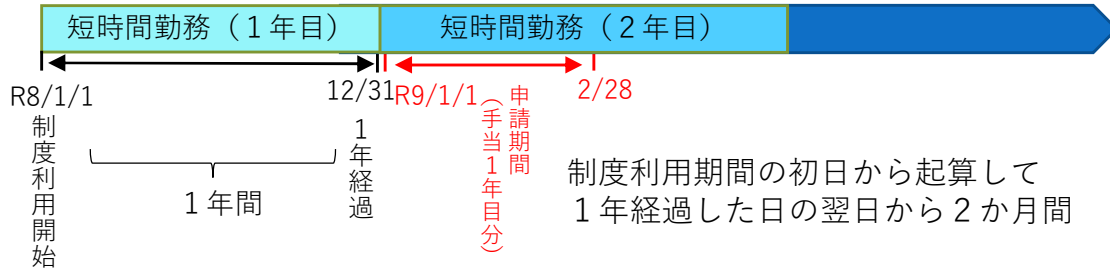 短時間勤務（１年目）
短時間勤務（２年目）
R8/1/1
12/31
R9/1/1
2/28
制度利用開始
１年間
１年経過
申請期間
（手当１年目分）
制度利用期間の初日から起算して
１年経過した日の翌日から２か月間